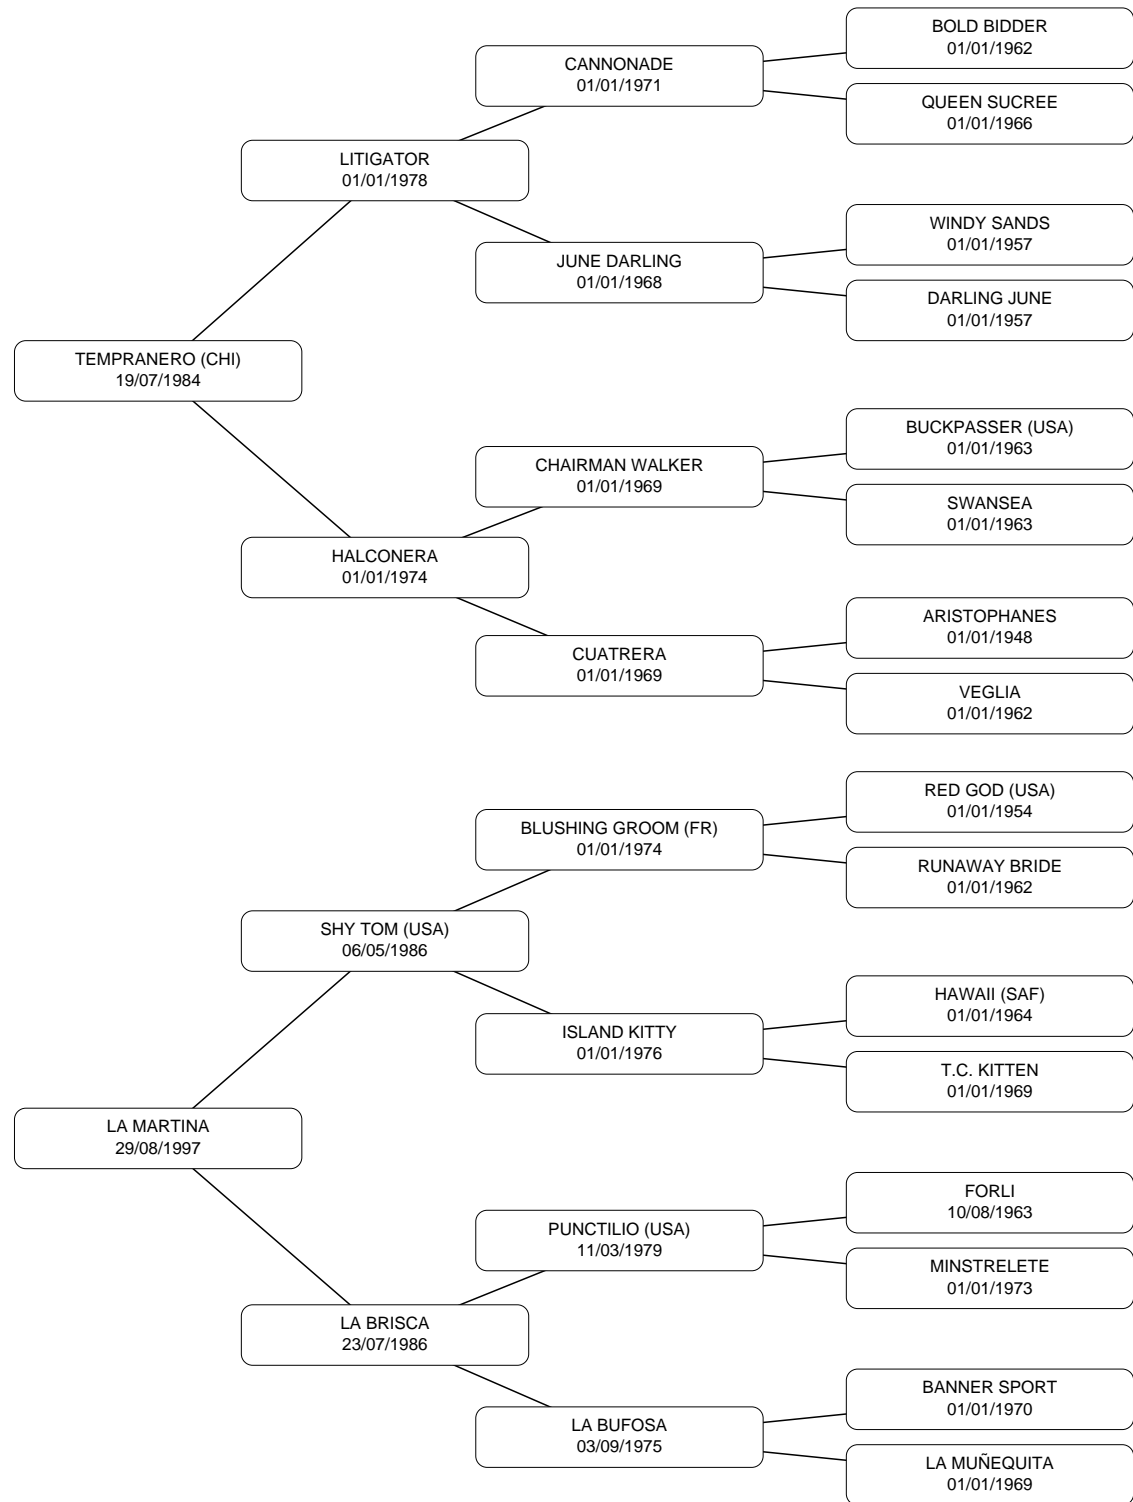 BOLD BIDDER
01/01/1962
CANNONADE
01/01/1971
QUEEN SUCREE
01/01/1966
LITIGATOR
01/01/1978
WINDY SANDS
01/01/1957
JUNE DARLING
01/01/1968
DARLING JUNE
01/01/1957
TEMPRANERO (CHI)
19/07/1984
BUCKPASSER (USA)
01/01/1963
CHAIRMAN WALKER
01/01/1969
SWANSEA
01/01/1963
HALCONERA
01/01/1974
ARISTOPHANES
01/01/1948
CUATRERA
01/01/1969
VEGLIA
01/01/1962
RED GOD (USA)
01/01/1954
BLUSHING GROOM (FR)
01/01/1974
RUNAWAY BRIDE
01/01/1962
SHY TOM (USA)
06/05/1986
HAWAII (SAF)
01/01/1964
ISLAND KITTY
01/01/1976
T.C. KITTEN
01/01/1969
LA MARTINA
29/08/1997
FORLI
10/08/1963
PUNCTILIO (USA)
11/03/1979
MINSTRELETE
01/01/1973
LA BRISCA
23/07/1986
BANNER SPORT
01/01/1970
LA BUFOSA
03/09/1975
LA MUÑEQUITA
01/01/1969